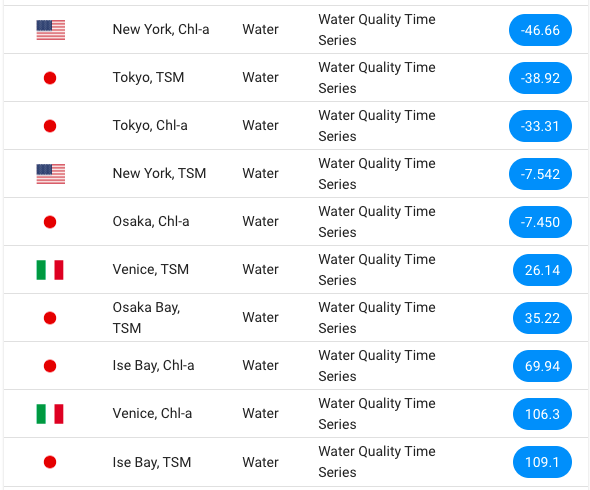 New York, Chl-a Water Water Quality Time Series -46.66
Tokyo, TSM Water Water Quality Time Series -38.92
Tokyo, Chl-a Water Water Quality Time Series -33.31
New York, TSM Water Water Quality Time Series -7.542
Osaka, Chl-a Water Water Quality Time Series -7.450
Venice, TSM Water Water Quality Time Series 26.14
Osaka Bay, TSM Water Water Quality Time Series 35.22
Ise Bay, Chl-a Water Water Quality Time Series 69.94
Venice, Chl-a Water Water Quality Time Series 106.3
Ise Bay, TSM Water Water Quality Time Series 109.1